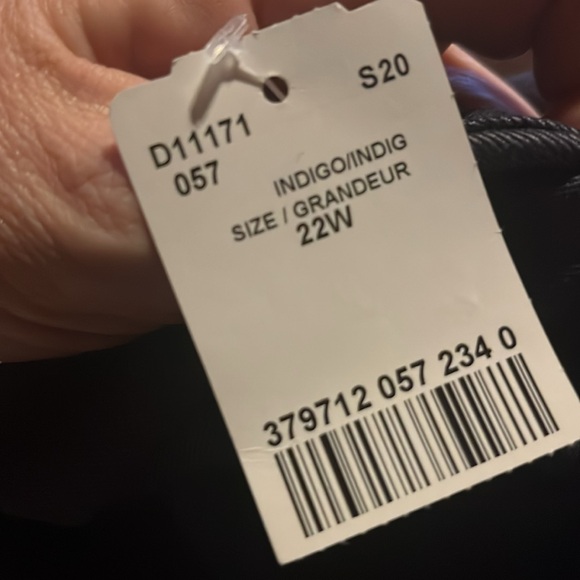 S20
D11171
057
INDIGO/INDIG
SIZE / GRANDEUR
22W
379712 057 234 0